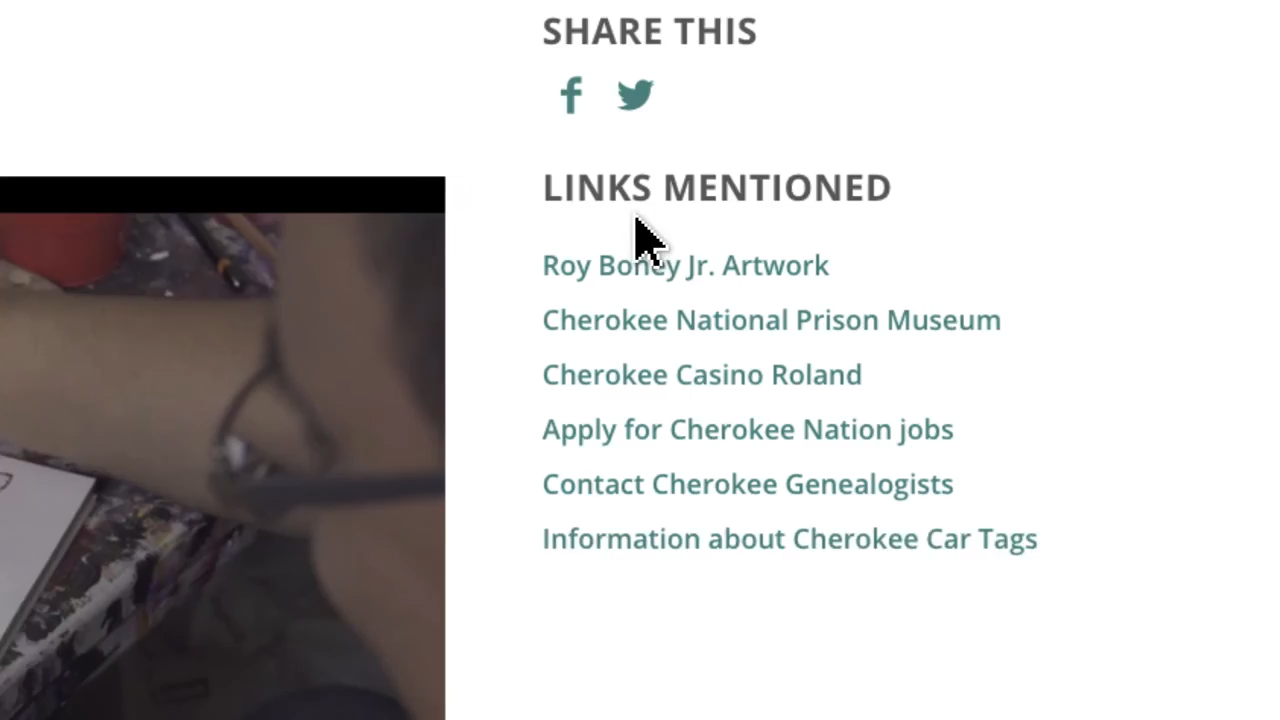 SHARE THIS
LINKS MENTIONED
Roy Boney Jr. Artwork
Cherokee National Prison Museum
Cherokee Casino Roland
Apply for Cherokee Nation jobs
Contact Cherokee Genealogists
Information about Cherokee Car Tags